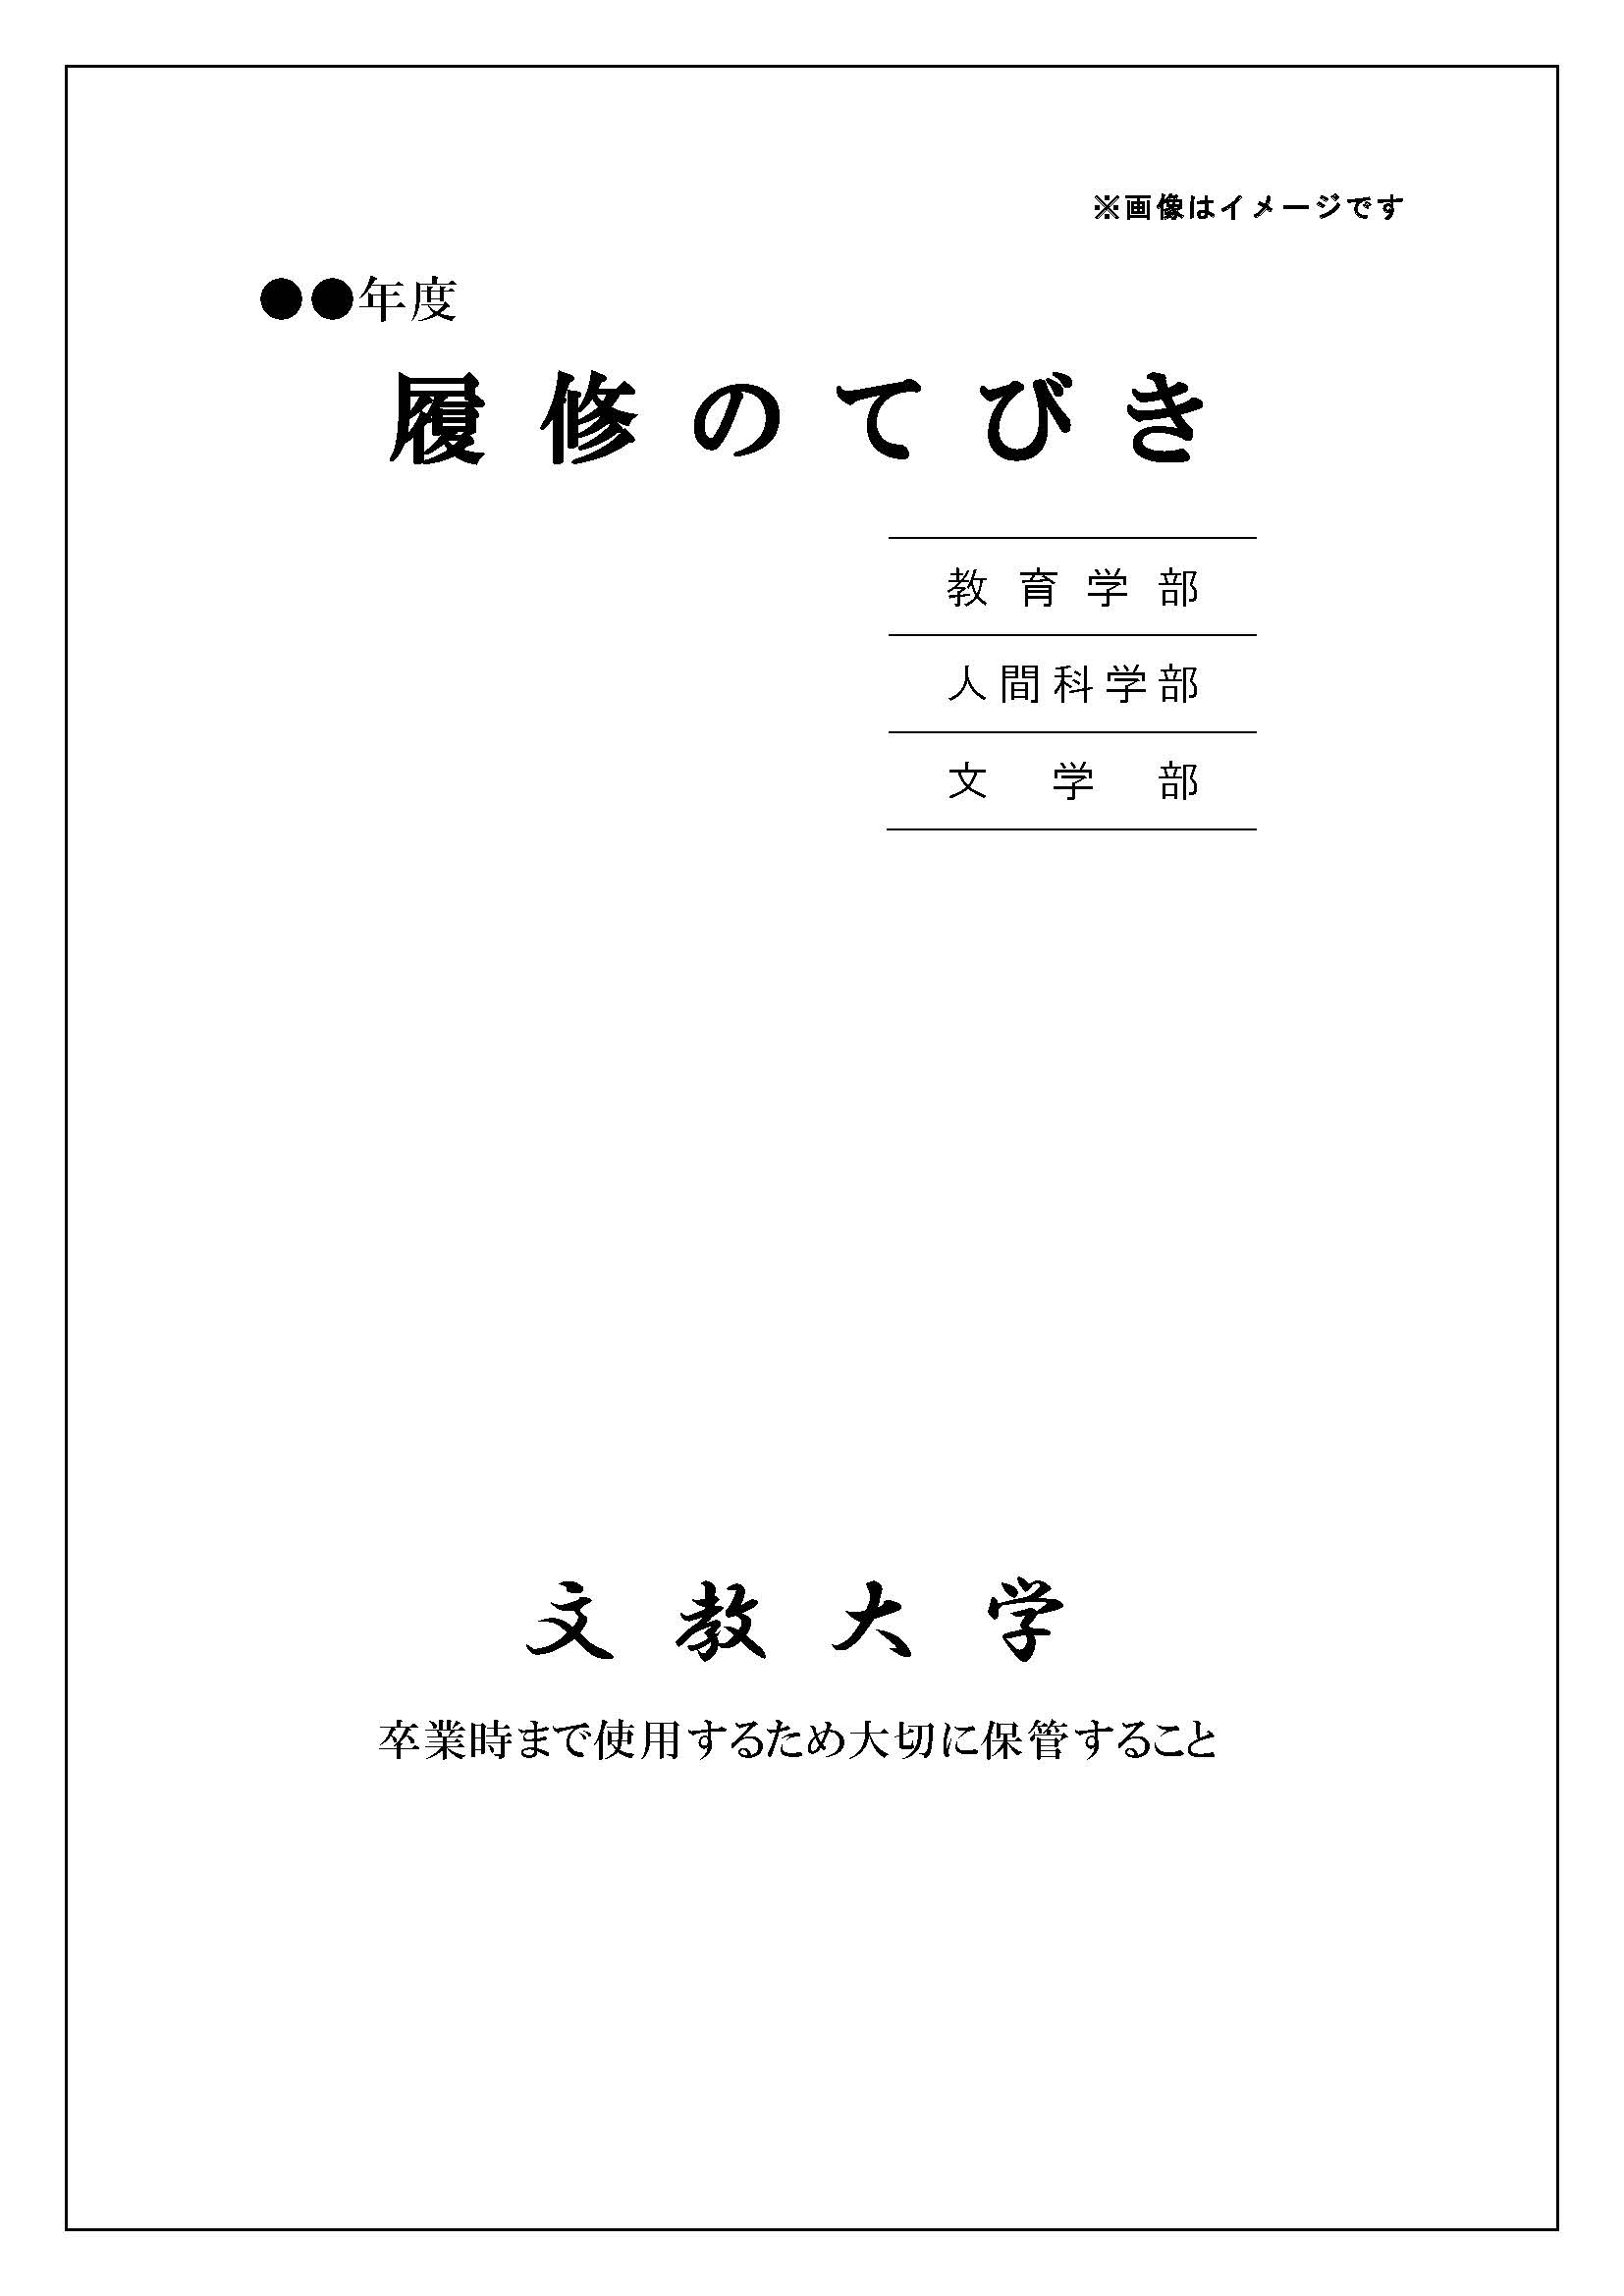 ※画像はイメージです
●●年度
履修のてびき
教育学部
人間科学部
文学部
文教大学
卒業時まで使用するため大切に保管すること